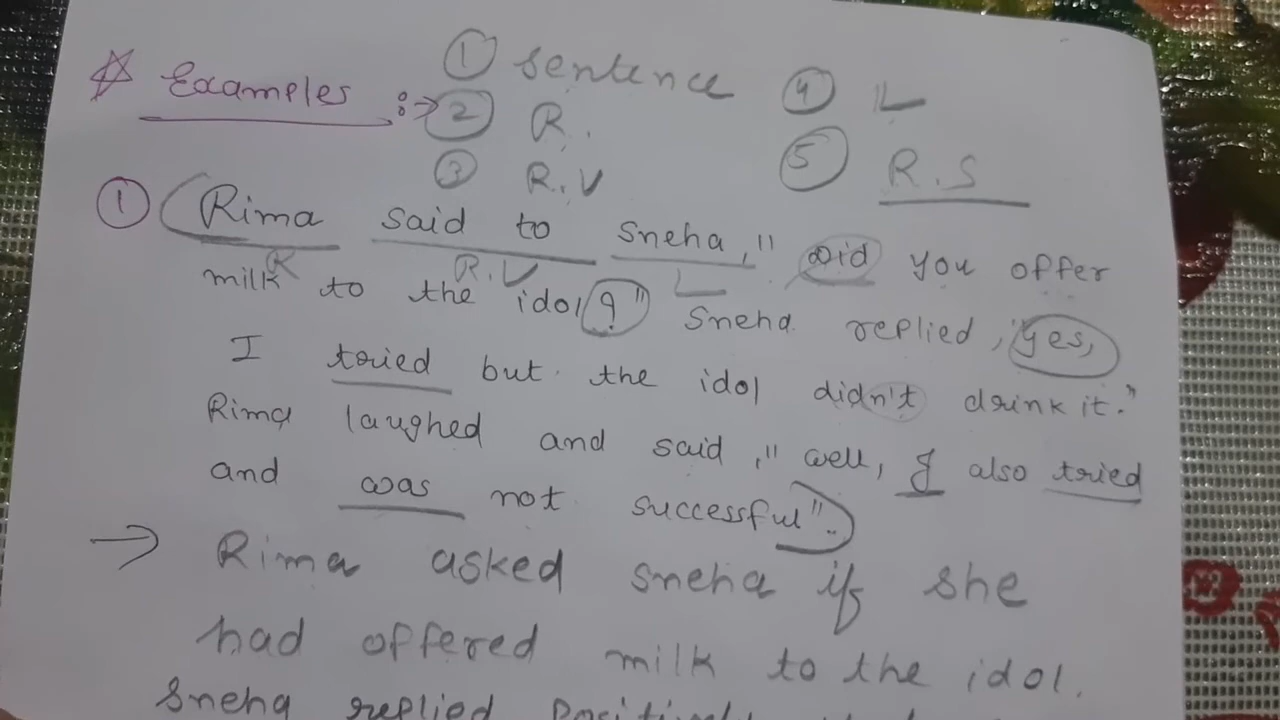 ☆ Examples :→ ① sentence ④ L
② R.
③ R.V ⑤ R.S
① Rima said to Sneha," Did you offer
R R.V L
milk to the idol?" Sneha replied, "yes,
I tried but the idol didn't drink it."
Rima laughed and said," well, I also tried
and was not successful".
→ Rima asked Sneha if she
had offered milk to the idol.
Sneha replied Positively